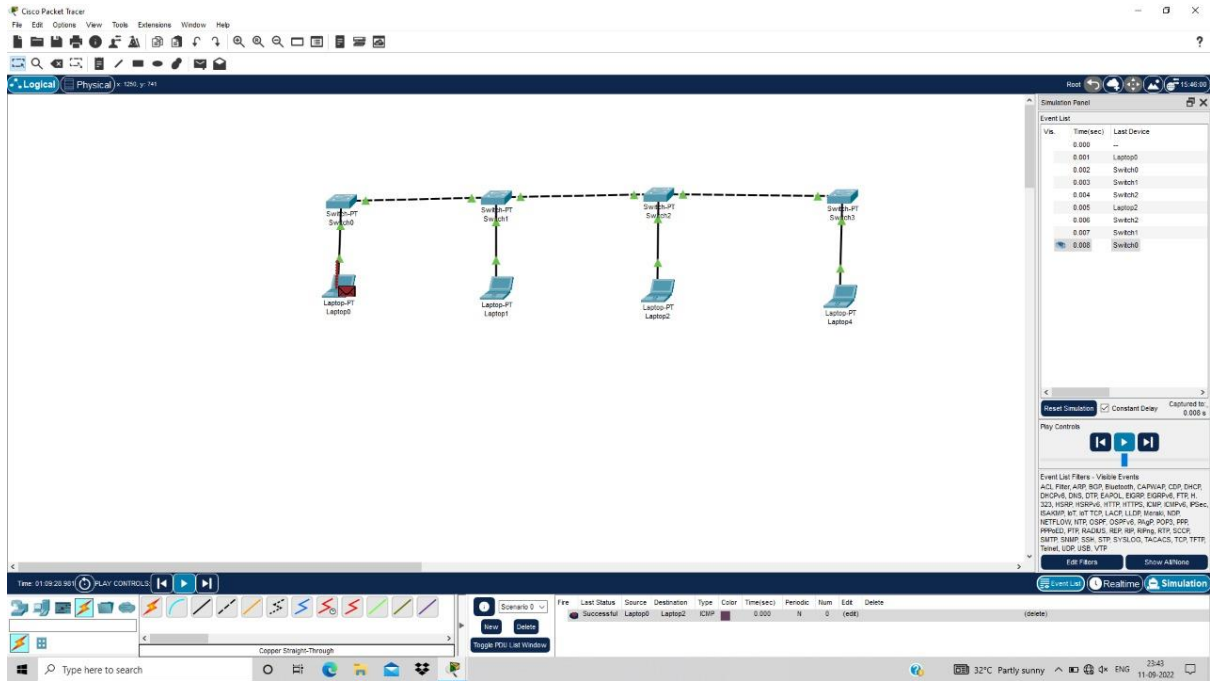 Cisco Packet Tracer
File Edit Options View Tools Extensions Window Help
?
Logical Physical x: 1250, y: 741 Root 15:46:00
Simulation Panel
Event List
Vis. Time(sec) Last Device
0.000 --
0.001 Laptop0
0.002 Switch0
0.003 Switch1
0.004 Switch2
0.005 Laptop2
0.006 Switch2
0.007 Switch1
0.008 Switch0
Switch-PT
Switch0
Switch-PT
Switch1
Switch-PT
Switch2
Switch-PT
Switch3
Laptop-PT
Laptop0
Laptop-PT
Laptop1
Laptop-PT
Laptop2
Laptop-PT
Laptop4
Reset Simulation Constant Delay Captured to:
0.008 s
Play Controls
Event List Filters - Visible Events
ACL Filter, ARP, BGP, Bluetooth, CAPWAP, CDP, DHCP,
DHCPv6, DNS, DTP, EAPOL, EIGRP, EIGRPv6, FTP, H.
323, HSRP, HSRPv6, HTTP, HTTPS, ICMP, ICMPv6, IPSec,
ISAKMP, IoT, IoT TCP, LACP, LLDP, Meraki, NDP,
NETFLOW, NTP, OSPF, OSPFv6, PAgP, POP3, PPP,
PPPoED, PTP, RADIUS, REP, RIP, RIPng, RTP, SCCP,
SMTP, SNMP, SSH, STP, SYSLOG, TACACS, TCP, TFTP,
Telnet, UDP, USB, VTP
Edit Filters Show All/None
Time: 01:09:28.981 PLAY CONTROLS: Event List Realtime Simulation
Scenario 0 Fire Last Status Source Destination Type Color Time(sec) Periodic Num Edit Delete
Successful Laptop0 Laptop2 ICMP 0.000 N 0 (edit) (delete)
New Delete
Toggle PDU List Window
Copper Straight-Through
Type here to search 32°C Partly sunny ENG 23:43
11-09-2022